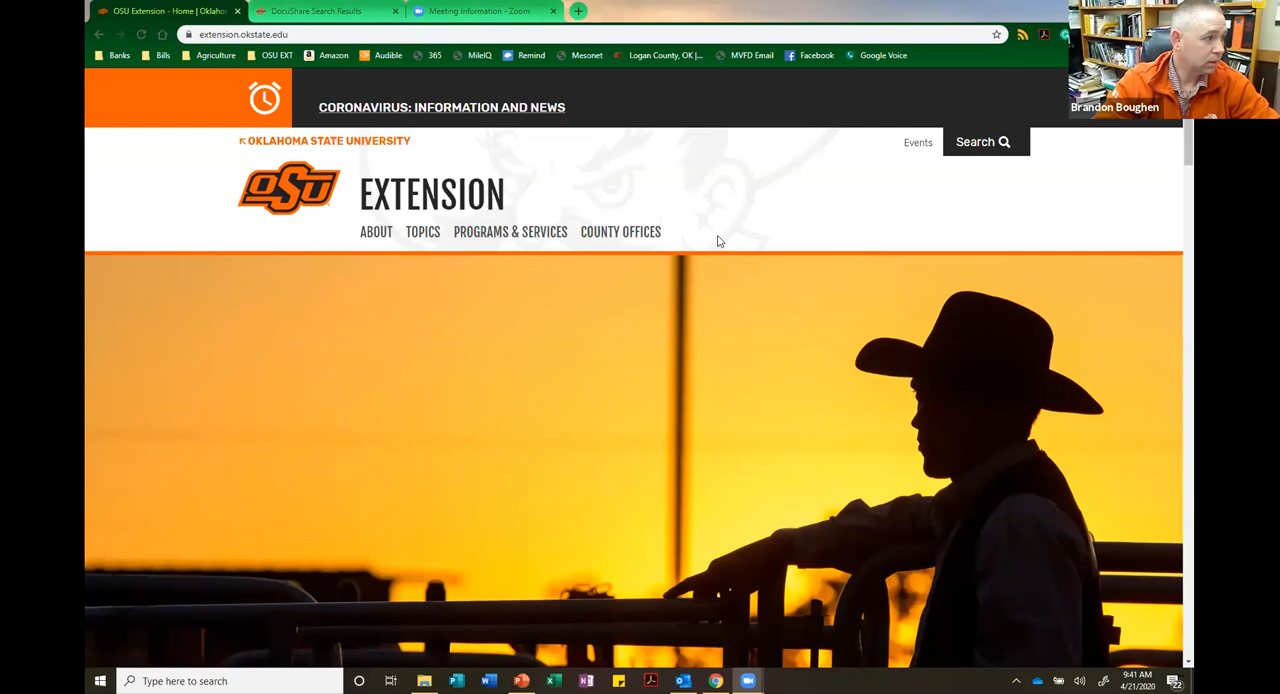 OSU Extension - Home | Oklaho
DocuShare Search Results
Meeting Information - Zoom
extension.okstate.edu
Banks
Bills
Agriculture
OSU EXT
Amazon
Audible
365
MileIQ
Remind
Mesonet
Logan County, OK |...
MVFD Email
Facebook
Google Voice
Brandon Boughen
CORONAVIRUS: INFORMATION AND NEWS
OKLAHOMA STATE UNIVERSITY
Events
Search
OSU
EXTENSION
ABOUT TOPICS PROGRAMS & SERVICES COUNTY OFFICES
Type here to search
9:41 AM
4/21/2020
22